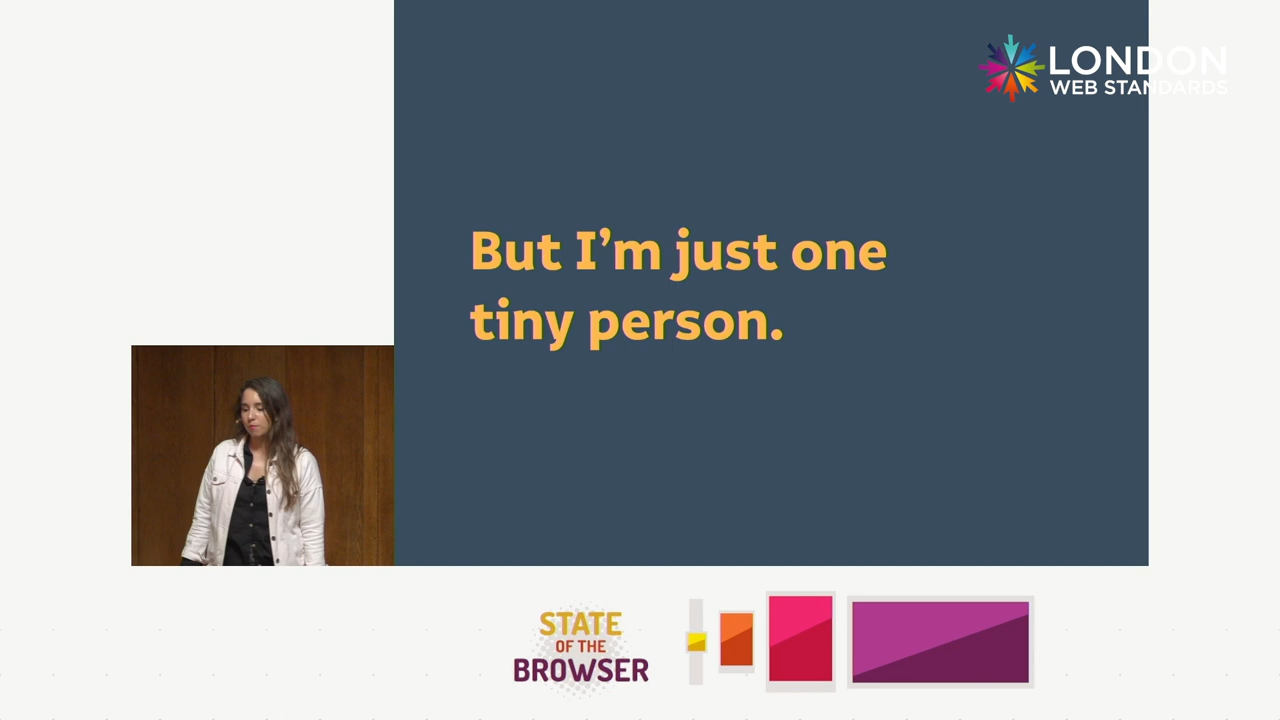 LONDON
WEB STANDARDS
But I'm just one
tiny person.
STATE
OF THE
BROWSER